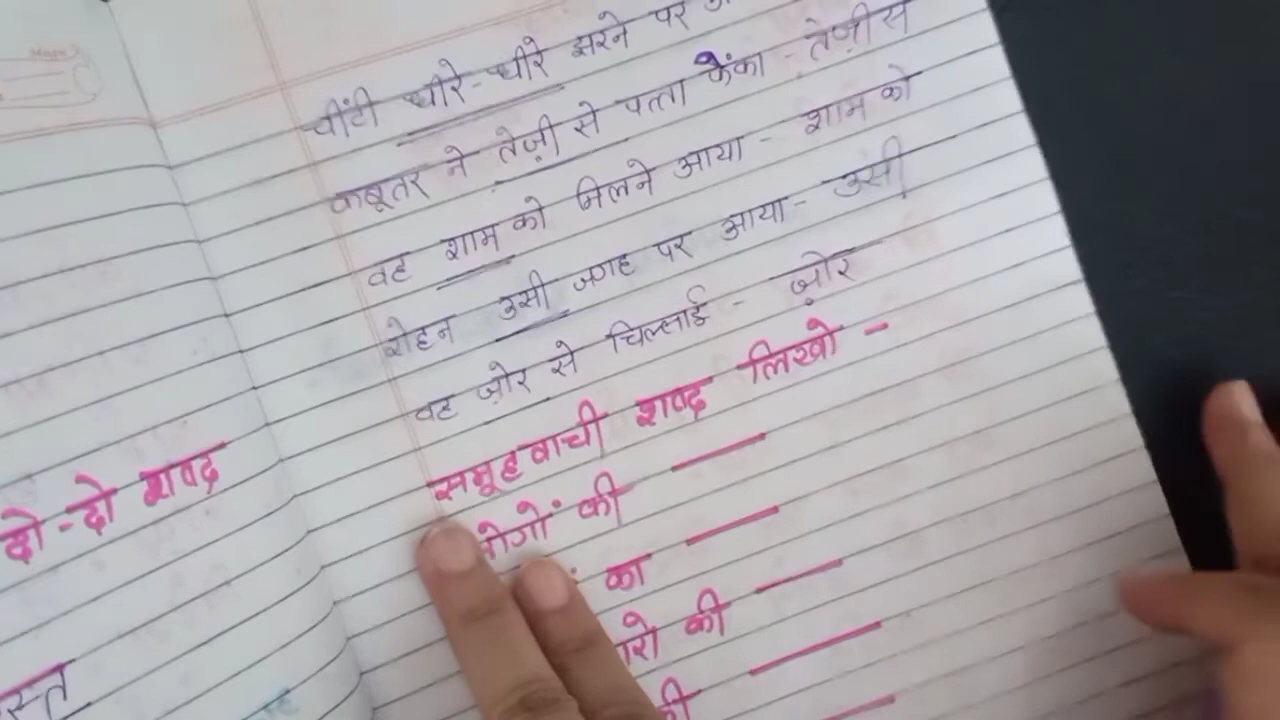 दो-दो शब्द
चींटी धीरे-धीरे झरने पर
कबूतर ने तेज़ी से पत्ता फेंका - तेज़ी से
वह शाम को मिलने आया - शाम को
रोहन उसी जगह पर आया - उसी
वह ज़ोर से चिल्लाई - ज़ोर
समूहवाची शब्द लिखो -
लोगों की ——
का ——
की ——
——